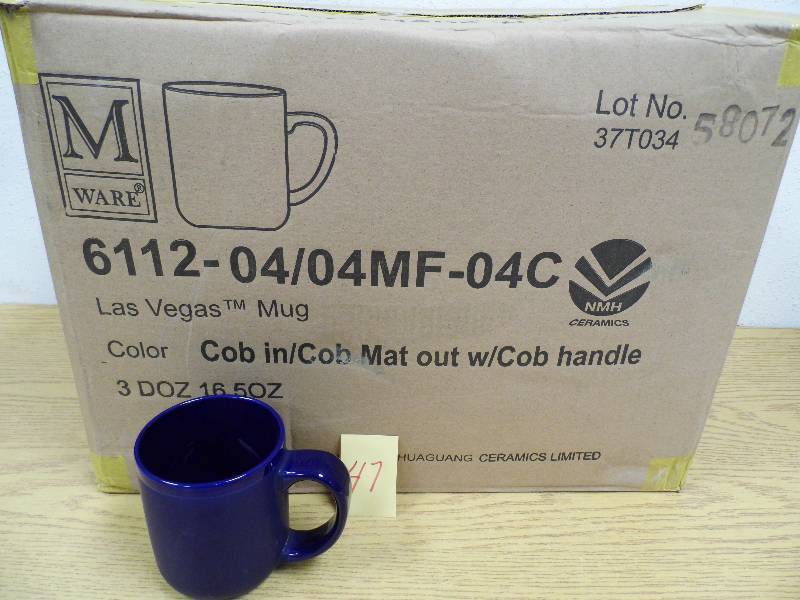 M
WARE®
Lot No.
37T034 58072
6112-04/04MF-04C
NMH
CERAMICS
Las Vegas™ Mug
Color Cob in/Cob Mat out w/Cob handle
3 DOZ 16.5OZ
HUAGUANG CERAMICS LIMITED
47